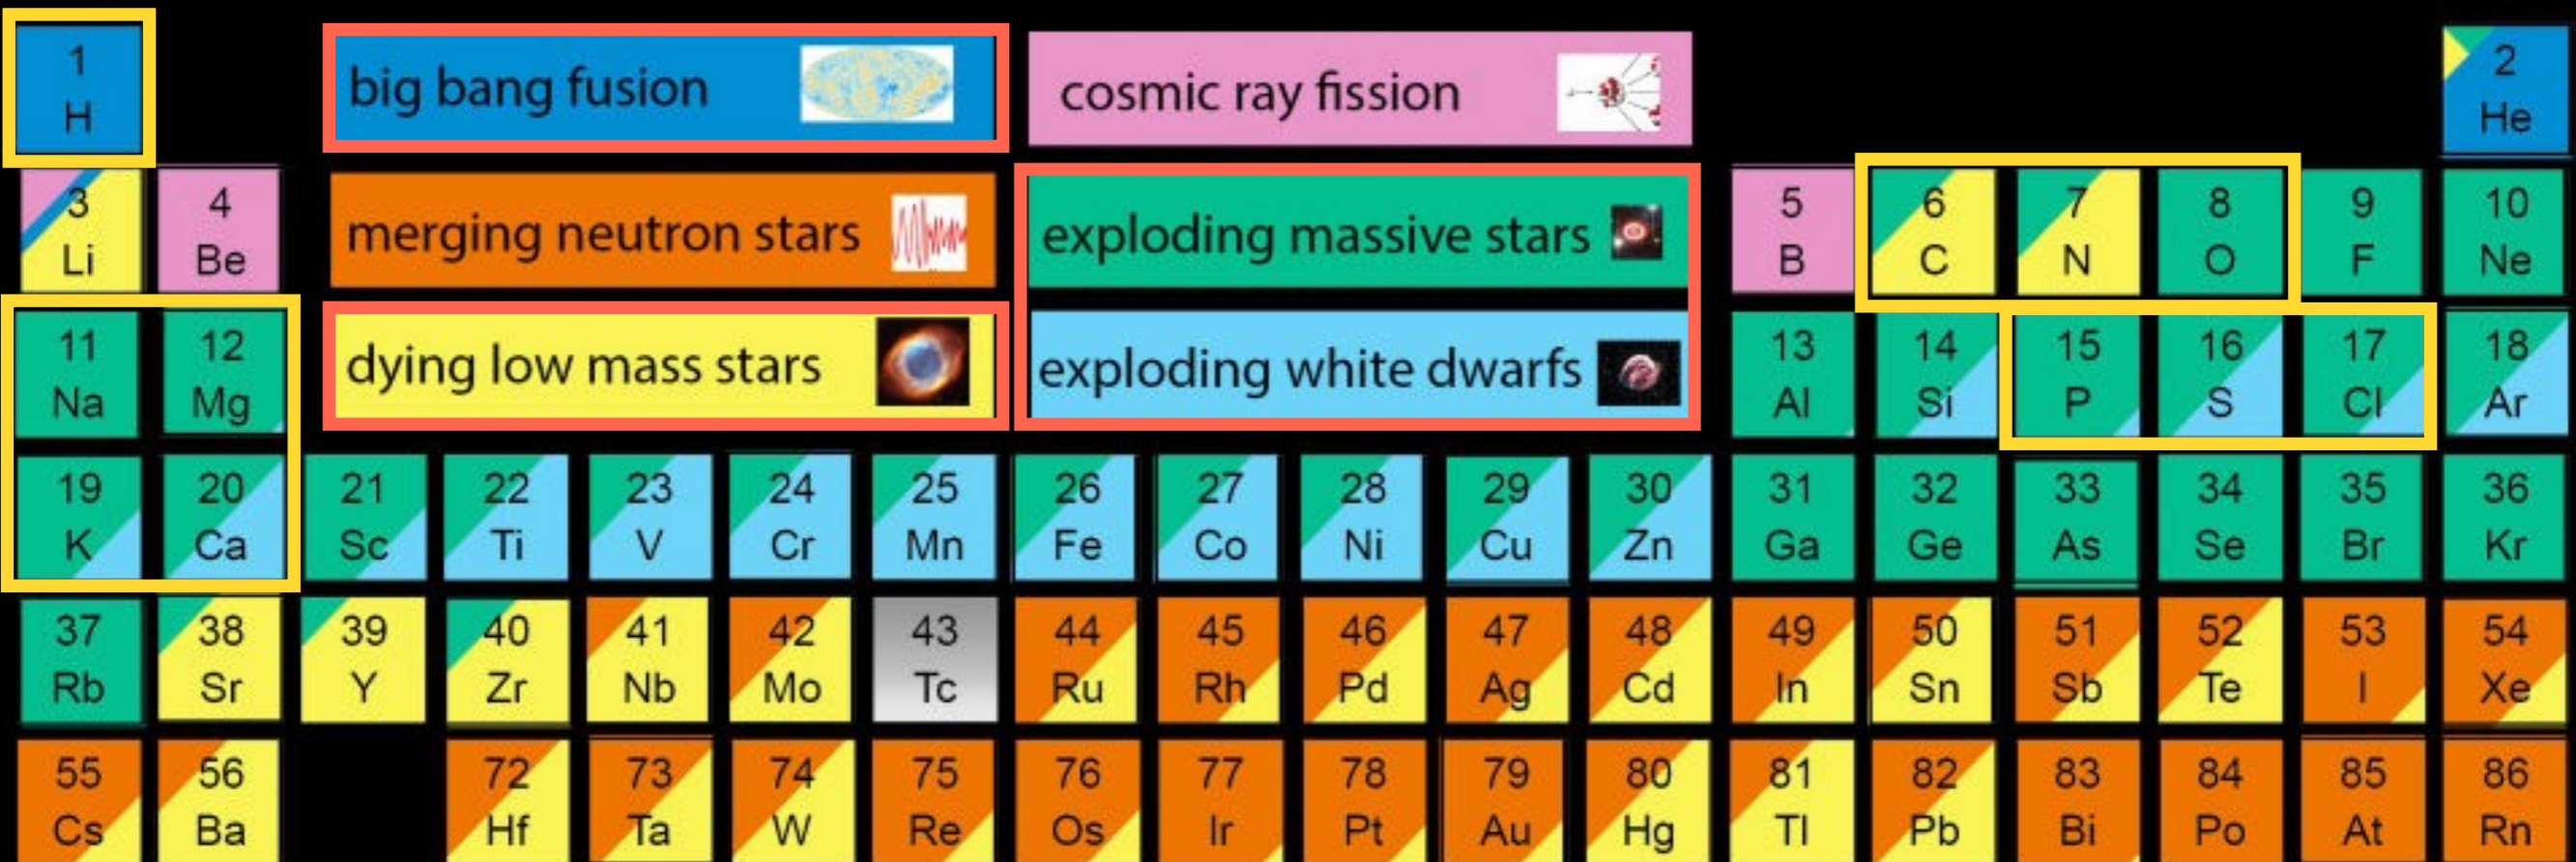 1 2
H big bang fusion cosmic ray fission He
3 4 5 6 7 8 9 10
Li Be merging neutron stars exploding massive stars B C N O F Ne
11 12 13 14 15 16 17 18
Na Mg dying low mass stars exploding white dwarfs Al Si P S Cl Ar
19 20 21 22 23 24 25 26 27 28 29 30 31 32 33 34 35 36
K Ca Sc Ti V Cr Mn Fe Co Ni Cu Zn Ga Ge As Se Br Kr
37 38 39 40 41 42 43 44 45 46 47 48 49 50 51 52 53 54
Rb Sr Y Zr Nb Mo Tc Ru Rh Pd Ag Cd In Sn Sb Te I Xe
55 56 72 73 74 75 76 77 78 79 80 81 82 83 84 85 86
Cs Ba Hf Ta W Re Os Ir Pt Au Hg Tl Pb Bi Po At Rn